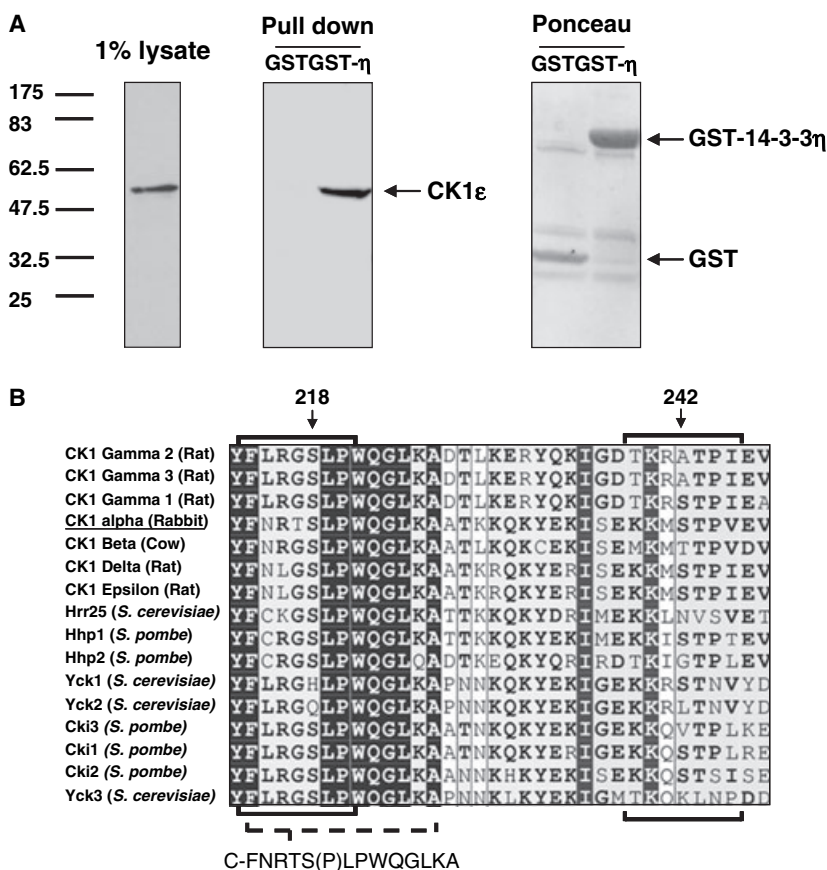 A
1% lysate
Pull down
GSTGST-η
Ponceau
GSTGST-η
175
83
62.5
47.5
32.5
25
CK1ε
GST-14-3-3η
GST
B
218
242
CK1 Gamma 2 (Rat) YFLRGSLPWQGLKADTLKERYQKIGDTKRATPIEV
CK1 Gamma 3 (Rat) YFLRGSLPWQGLKADTLKERYQKIGDTKRATPIEV
CK1 Gamma 1 (Rat) YFLRGSLPWQGLKADTLKERYQKIGDTKRSTPIEA
CK1 alpha (Rabbit) YFNRTSLPWQGLKAATKKQKYEKISEKKMSTPVEV
CK1 Beta (Cow) YFNRGSLPWQGLKAATLKQKCEKISEMKMTTPVDV
CK1 Delta (Rat) YFNLGSLPWQGLKAATKRQKYERISEKKMSTPIEV
CK1 Epsilon (Rat) YFNLGSLPWQGLKAATKRQKYERISEKKMSTPIEV
Hrr25 (S. cerevisiae) YFCKGSLPWQGLKATTKKQKYDRIMEKKLNVSVET
Hhp1 (S. pombe) YFCRGSLPWQGLKATTKKQKYEKIMEKKISTPTEV
Hhp2 (S. pombe) YFCRGSLPWQGLQADTKEQKYQRIRDTKIGTPLEV
Yck1 (S. cerevisiae) YFLRGHLPWQGLKAPNNKQKYEKIGEKKRSTNVYD
Yck2 (S. cerevisiae) YFLRGQLPWQGLKAPNNKQKYEKIGEKKRLTNVYD
Cki3 (S. pombe) YFLRGSLPWQGLKATNNKQKYEKIGEKKQVTPLKE
Cki1 (S. pombe) YFLRGSLPWQGLKATNNKQKYERIGEKKQSTPLRE
Cki2 (S. pombe) YFLRGSLPWQGLKAPNNKHKYEKIGEKKQSTSISE
Yck3 (S. cerevisiae) YFLRGSLPWQGLKAPNNKLKYEKIGMTKQKLNPDD
C-FNRTS(P)LPWQGLKA